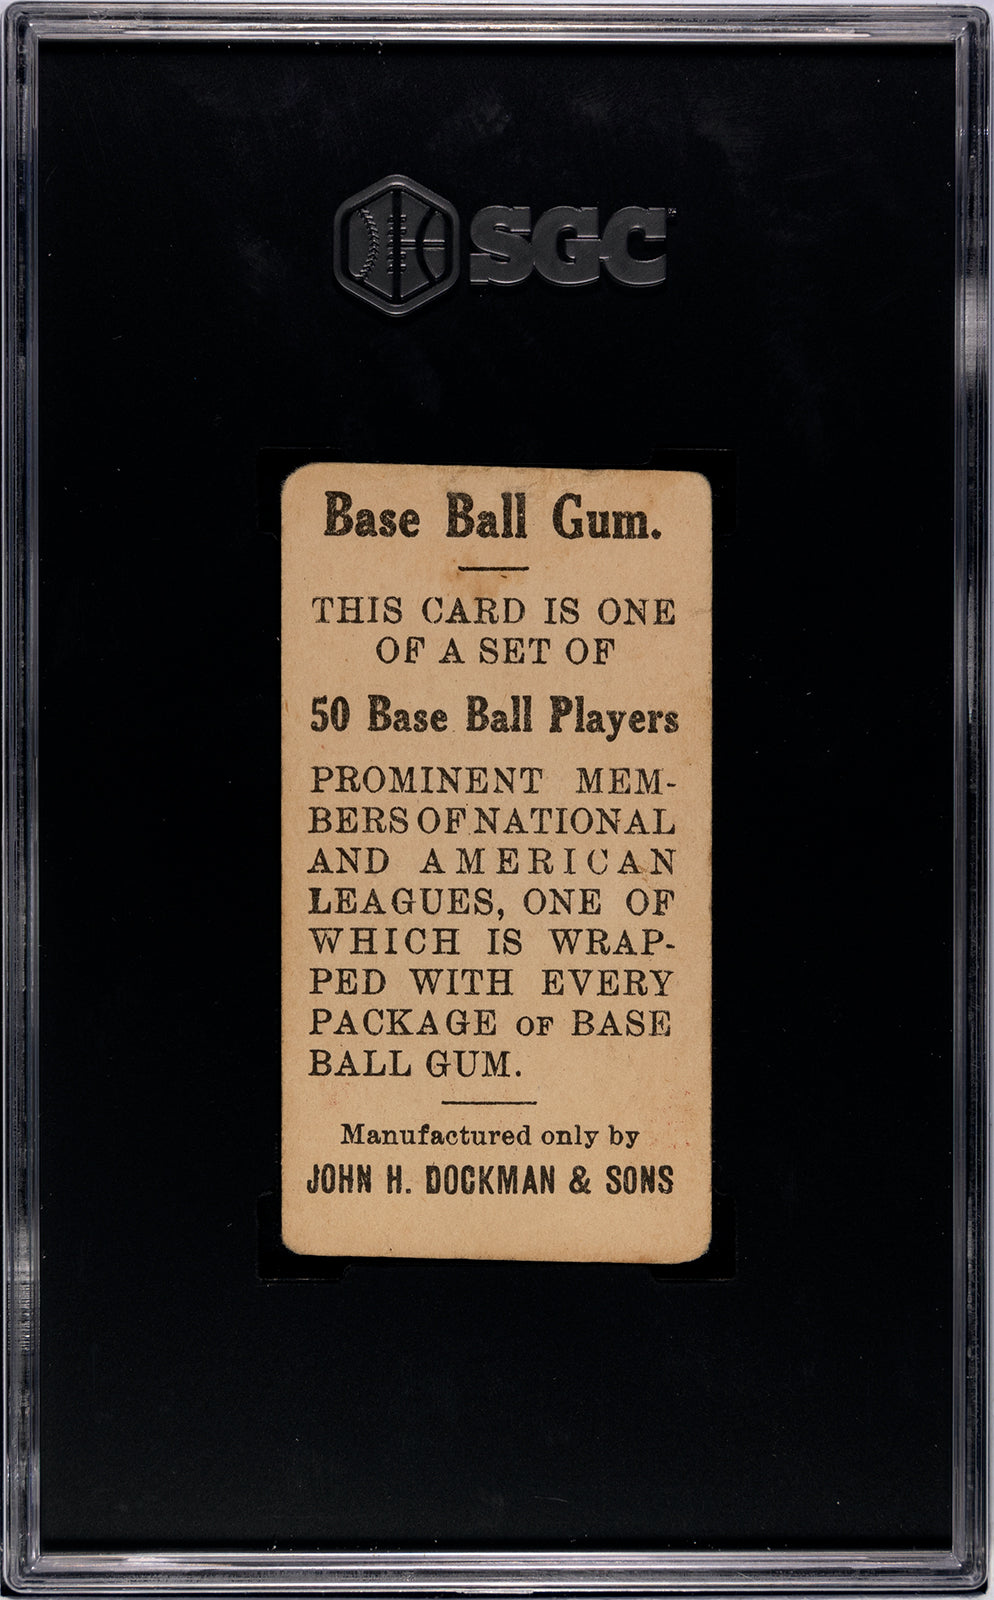 SGC
Base Ball Gum.
THIS CARD IS ONE
OF A SET OF
50 Base Ball Players
PROMINENT MEM-
BERS OF NATIONAL
AND AMERICAN
LEAGUES, ONE OF
WHICH IS WRAP-
PED WITH EVERY
PACKAGE OF BASE
BALL GUM.
Manufactured only by
JOHN H. DOCKMAN & SONS